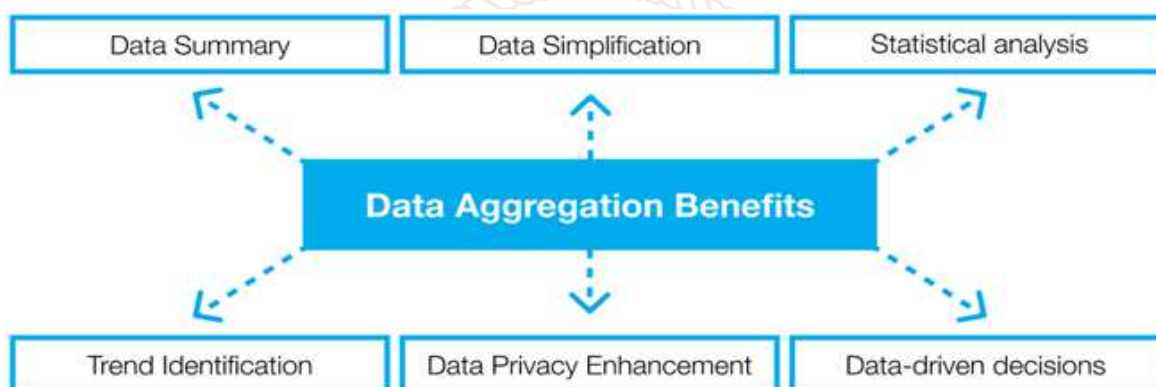 Data Summary
Data Simplification
Statistical analysis
Data Aggregation Benefits
Trend Identification
Data Privacy Enhancement
Data-driven decisions